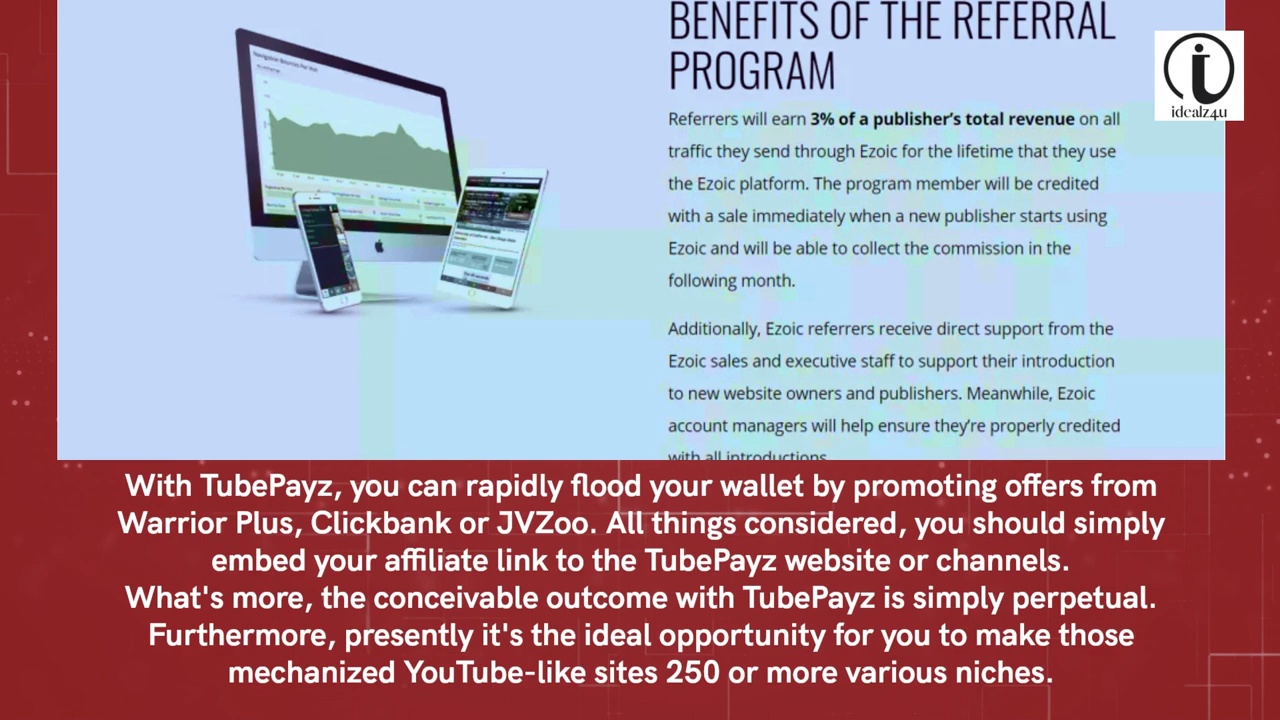 BENEFITS OF THE REFERRAL
PROGRAM
idealz4u
Referrers will earn 3% of a publisher's total revenue on all
traffic they send through Ezoic for the lifetime that they use
the Ezoic platform. The program member will be credited
with a sale immediately when a new publisher starts using
Ezoic and will be able to collect the commission in the
following month.
Additionally, Ezoic referrers receive direct support from the
Ezoic sales and executive staff to support their introduction
to new website owners and publishers. Meanwhile, Ezoic
account managers will help ensure they're properly credited
with all introductions.
With TubePayz, you can rapidly flood your wallet by promoting offers from
Warrior Plus, Clickbank or JVZoo. All things considered, you should simply
embed your affiliate link to the TubePayz website or channels.
What's more, the conceivable outcome with TubePayz is simply perpetual.
Furthermore, presently it's the ideal opportunity for you to make those
mechanized YouTube-like sites 250 or more various niches.